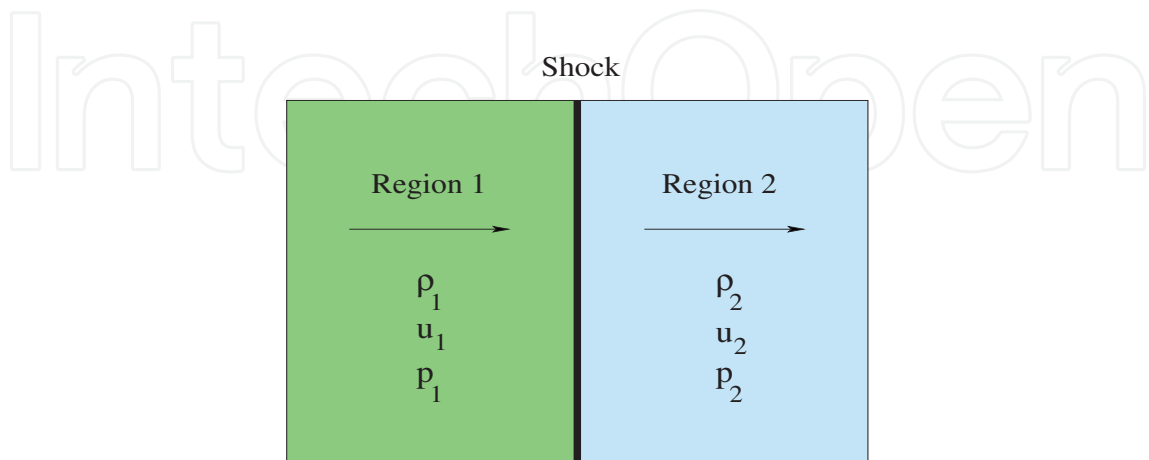 IntechOpen
Shock
Region 1 Region 2
ρ1 ρ2
u1 u2
p1 p2